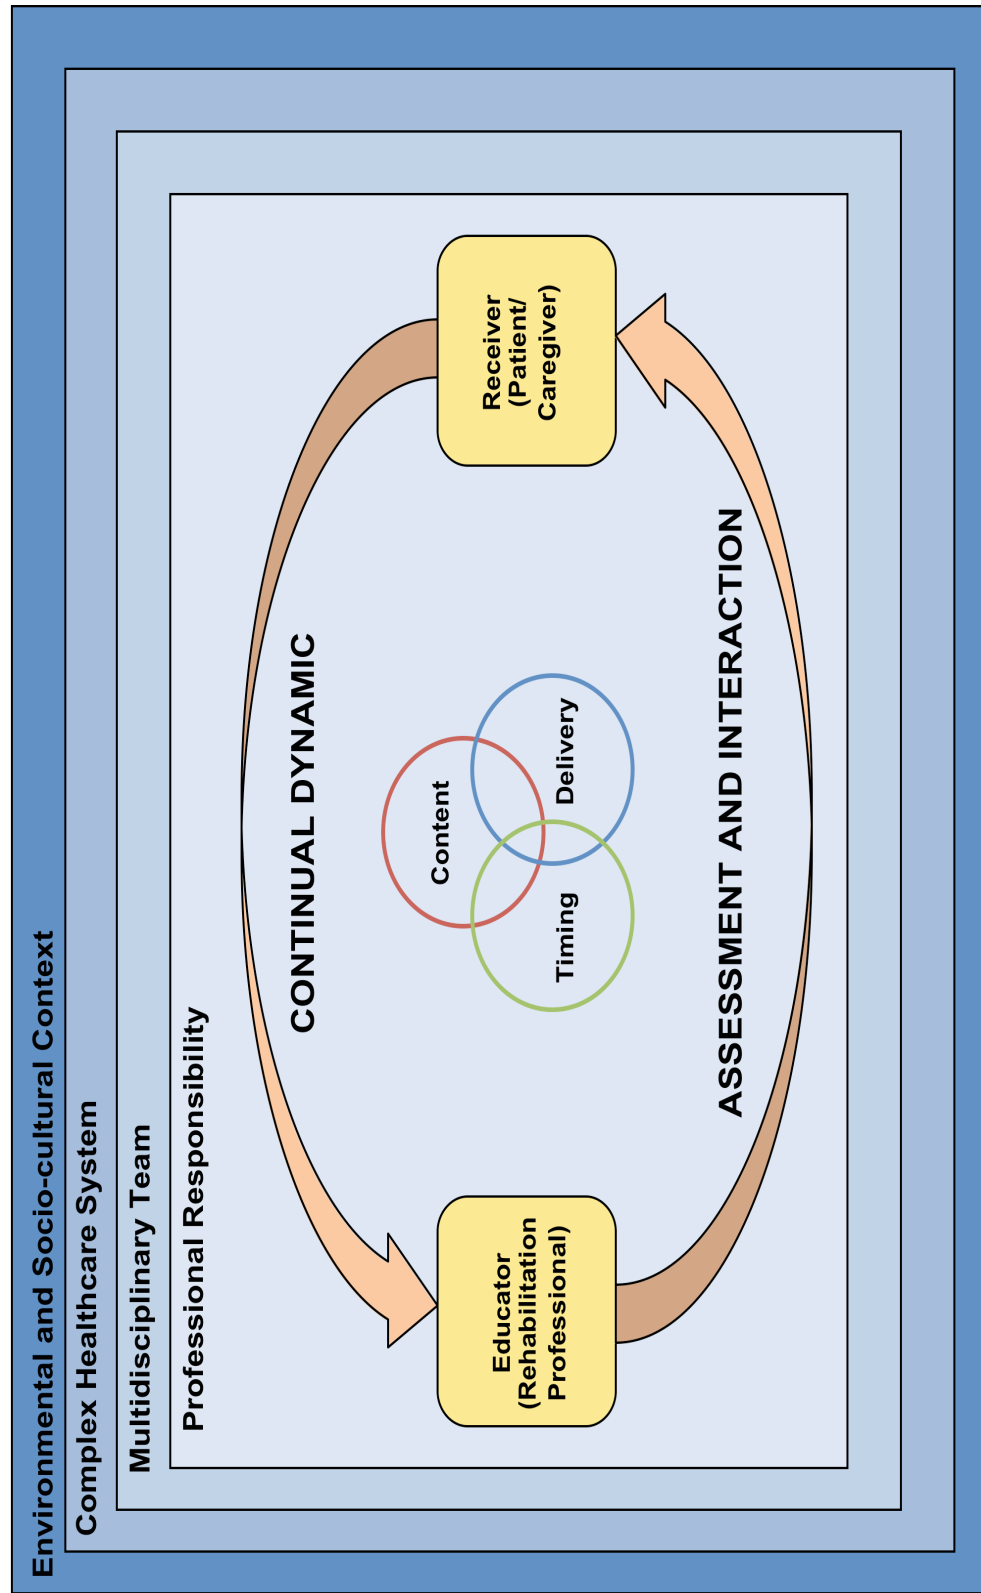 Environmental and Socio-cultural Context
Complex Healthcare System
Multidisciplinary Team
Professional Responsibility
CONTINUAL DYNAMIC
Educator
(Rehabilitation
Professional)
Content
Timing
Delivery
Receiver
(Patient/
Caregiver)
ASSESSMENT AND INTERACTION